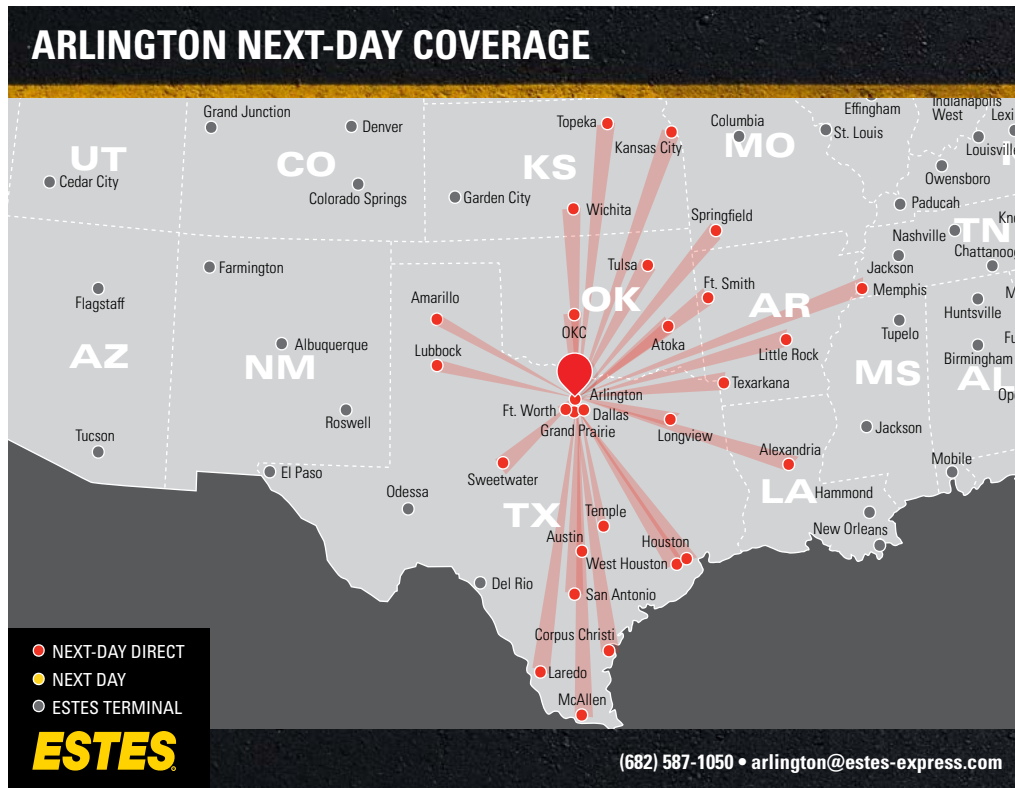 ARLINGTON NEXT-DAY COVERAGE
Grand Junction
Denver
Topeka
Kansas City
Columbia
Effingham
Indianapolis
West
St. Louis
Louisville
UT
CO
KS
MO
Cedar City
Colorado Springs
Garden City
Owensboro
Wichita
Springfield
Paducah
Nashville
TN
Farmington
Tulsa
Jackson
Flagstaff
Amarillo
OK
Ft. Smith
AR
Memphis
Huntsville
OKC
Atoka
Tupelo
AZ
NM
Albuquerque
Lubbock
Little Rock
MS
Birmingham
AL
Texarkana
Arlington
Ft. Worth
Dallas
Grand Prairie
Roswell
Longview
Jackson
Tucson
El Paso
Sweetwater
Alexandria
Mobile
Odessa
TX
LA
Hammond
Temple
New Orleans
Austin
Houston
West Houston
Del Rio
San Antonio
Corpus Christi
Laredo
McAllen
NEXT-DAY DIRECT
NEXT DAY
ESTES TERMINAL
ESTES
(682) 587-1050 • arlington@estes-express.com